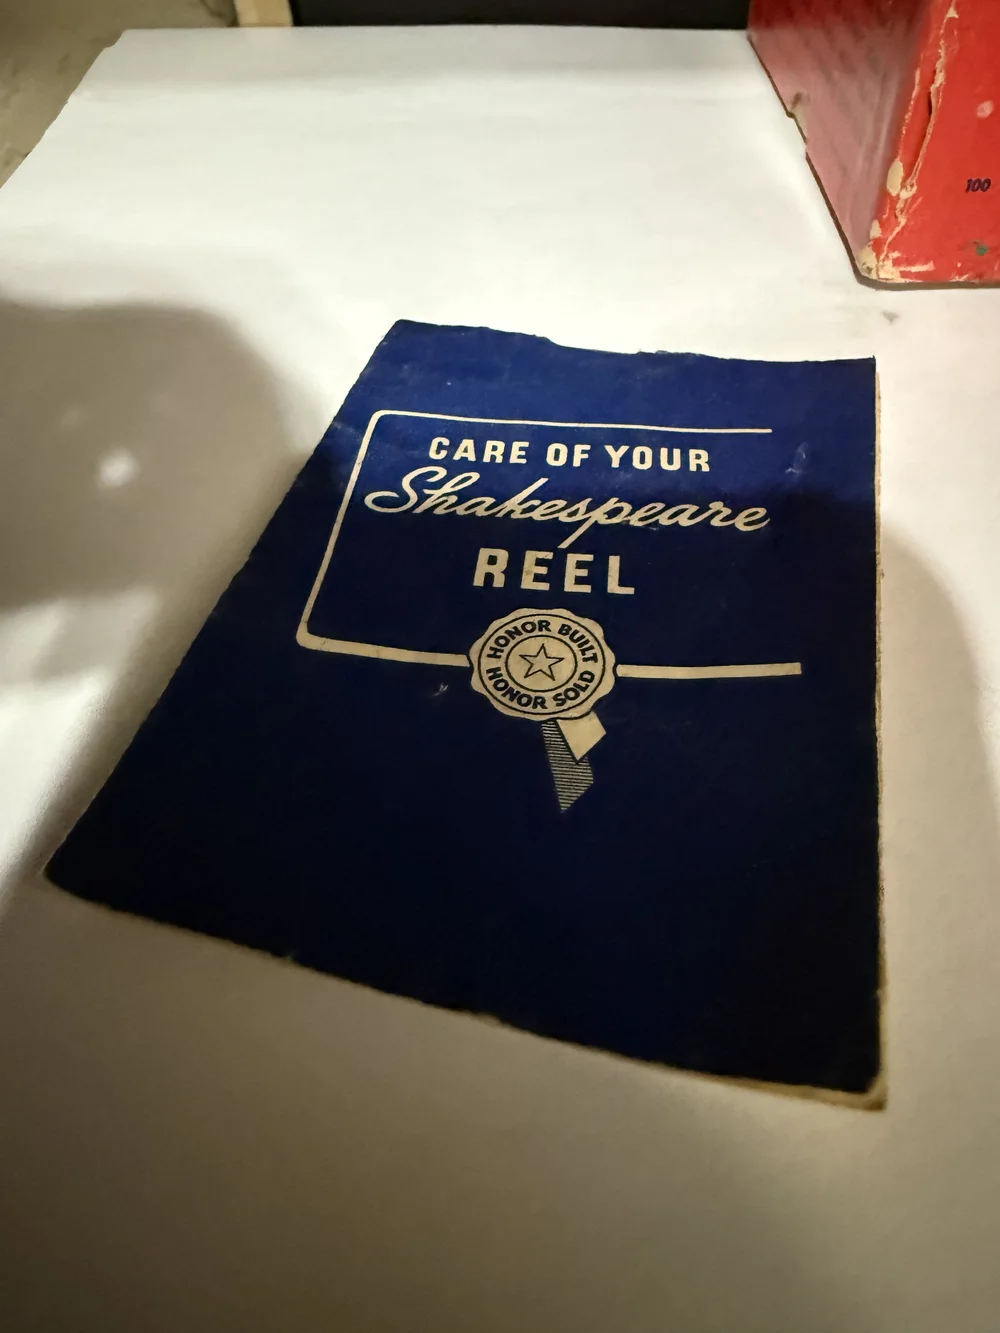 100
CARE OF YOUR
Shakespeare
REEL
HONOR BUILT
HONOR SOLD